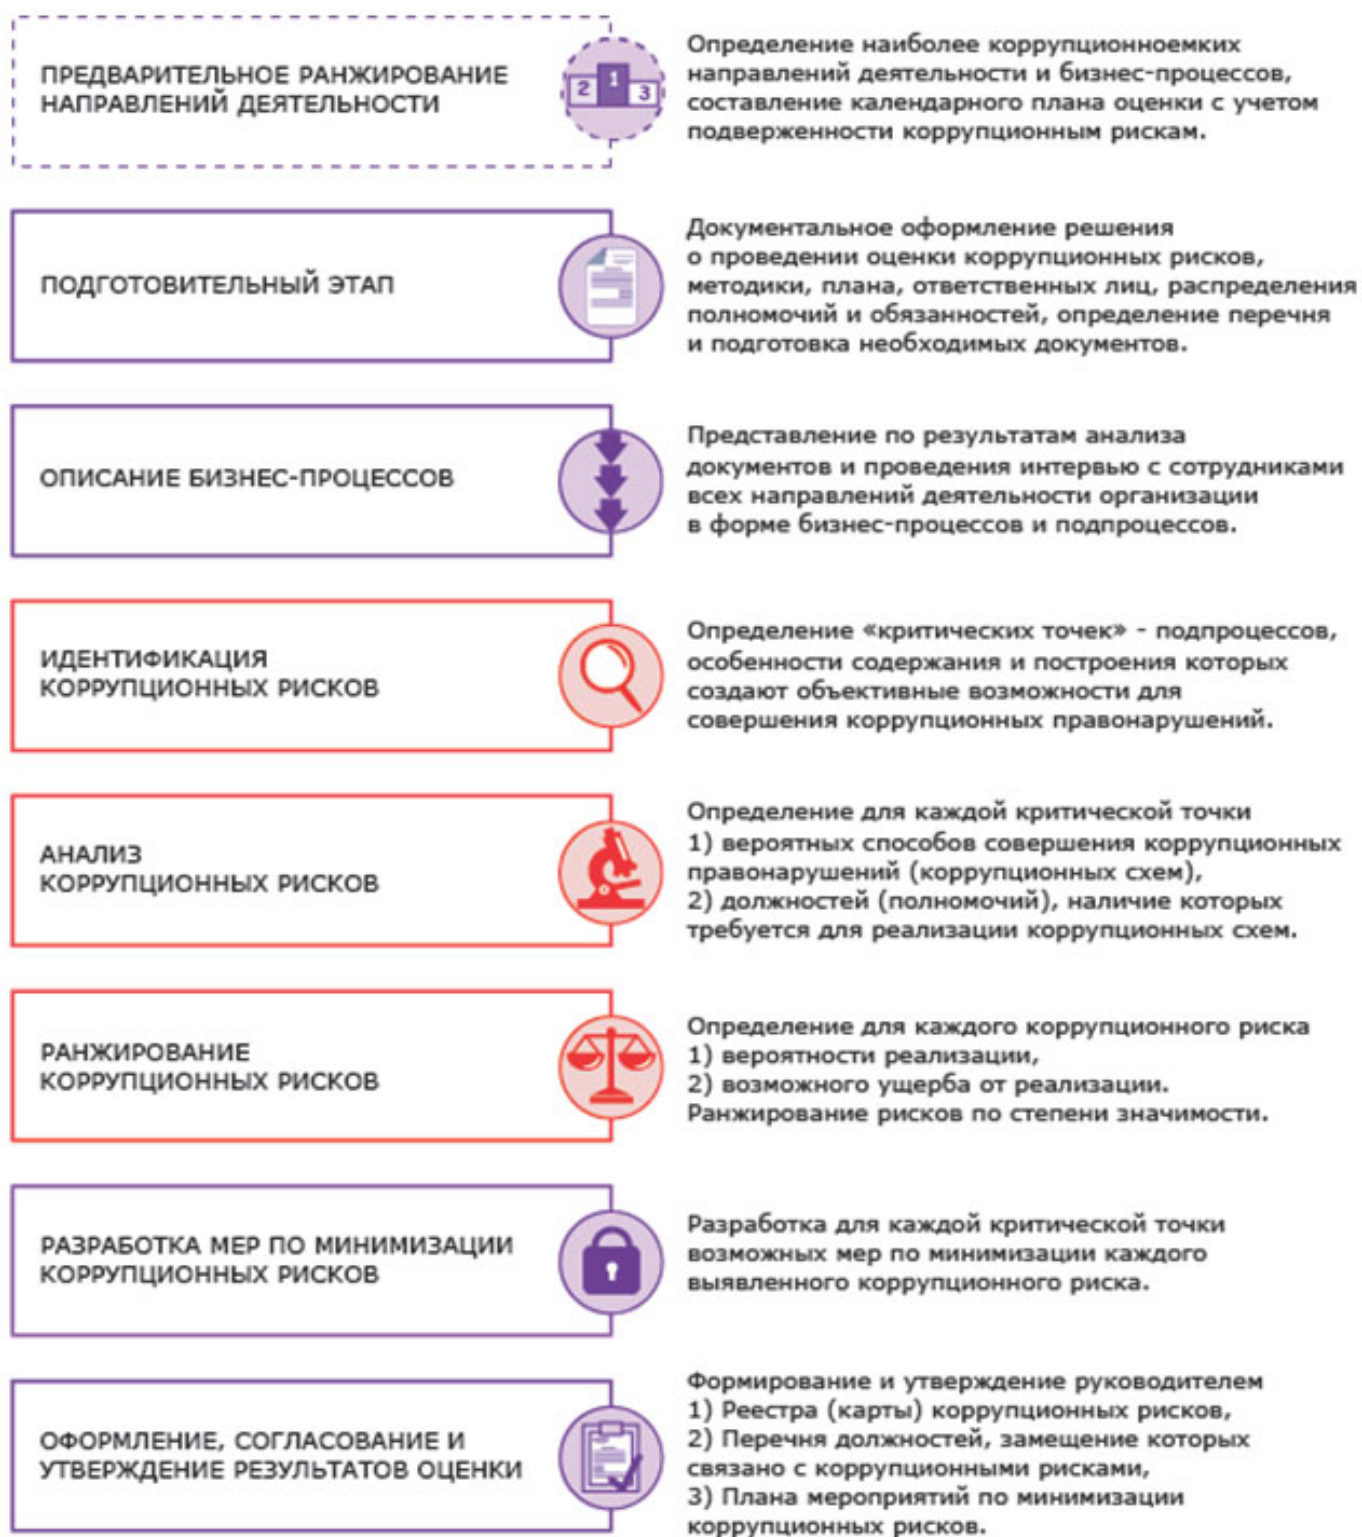 ПРЕДВАРИТЕЛЬНОЕ РАНЖИРОВАНИЕ
НАПРАВЛЕНИЙ ДЕЯТЕЛЬНОСТИ
2 1 3
Определение наиболее коррупционноемких
направлений деятельности и бизнес-процессов,
составление календарного плана оценки с учетом
подверженности коррупционным рискам.
ПОДГОТОВИТЕЛЬНЫЙ ЭТАП
Документальное оформление решения
о проведении оценки коррупционных рисков,
методики, плана, ответственных лиц, распределения
полномочий и обязанностей, определение перечня
и подготовка необходимых документов.
ОПИСАНИЕ БИЗНЕС-ПРОЦЕССОВ
Представление по результатам анализа
документов и проведения интервью с сотрудниками
всех направлений деятельности организации
в форме бизнес-процессов и подпроцессов.
ИДЕНТИФИКАЦИЯ
КОРРУПЦИОННЫХ РИСКОВ
Определение «критических точек» - подпроцессов,
особенности содержания и построения которых
создают объективные возможности для
совершения коррупционных правонарушений.
АНАЛИЗ
КОРРУПЦИОННЫХ РИСКОВ
Определение для каждой критической точки
1) вероятных способов совершения коррупционных
правонарушений (коррупционных схем),
2) должностей (полномочий), наличие которых
требуется для реализации коррупционных схем.
РАНЖИРОВАНИЕ
КОРРУПЦИОННЫХ РИСКОВ
Определение для каждого коррупционного риска
1) вероятности реализации,
2) возможного ущерба от реализации.
Ранжирование рисков по степени значимости.
РАЗРАБОТКА МЕР ПО МИНИМИЗАЦИИ
КОРРУПЦИОННЫХ РИСКОВ
Разработка для каждой критической точки
возможных мер по минимизации каждого
выявленного коррупционного риска.
ОФОРМЛЕНИЕ, СОГЛАСОВАНИЕ И
УТВЕРЖДЕНИЕ РЕЗУЛЬТАТОВ ОЦЕНКИ
Формирование и утверждение руководителем
1) Реестра (карты) коррупционных рисков,
2) Перечня должностей, замещение которых
связано с коррупционными рисками,
3) Плана мероприятий по минимизации
коррупционных рисков.